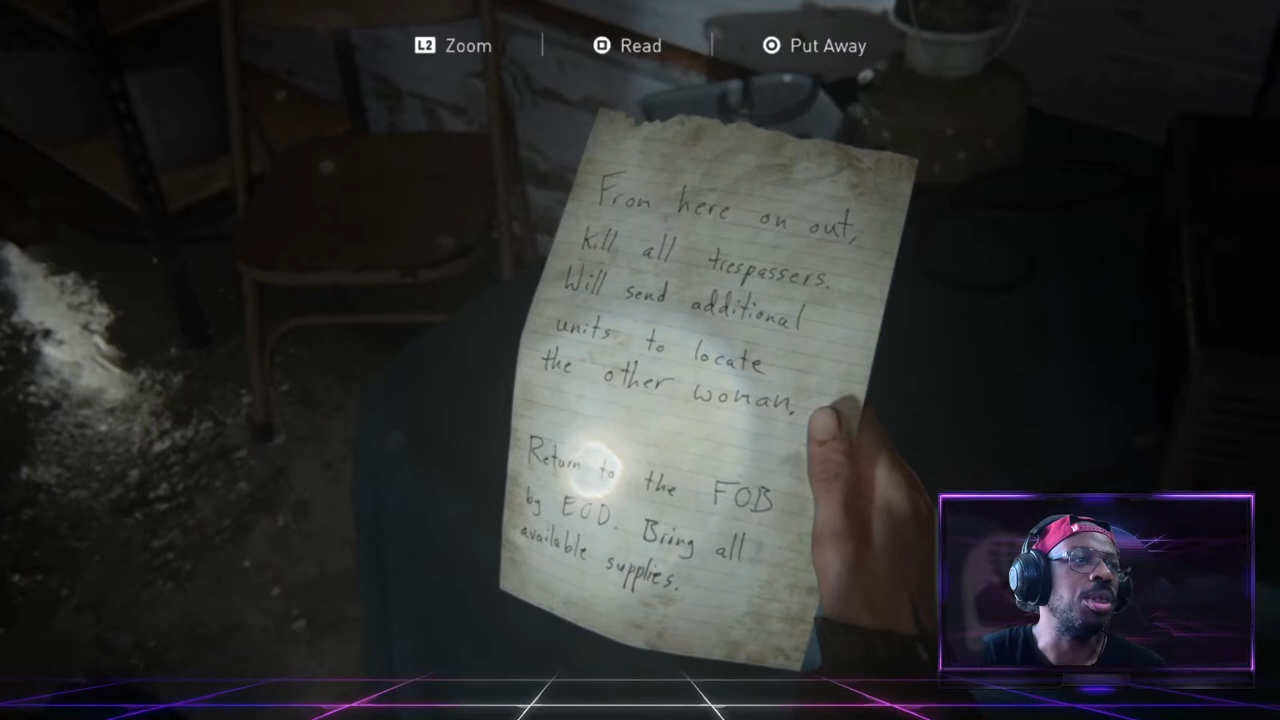 L2 Zoom
Read
Put Away
From here on out,
kill all trespassers.
Will send additional
units to locate
the other woman.
Return to the FOB
by EOD. Bring all
available supplies.